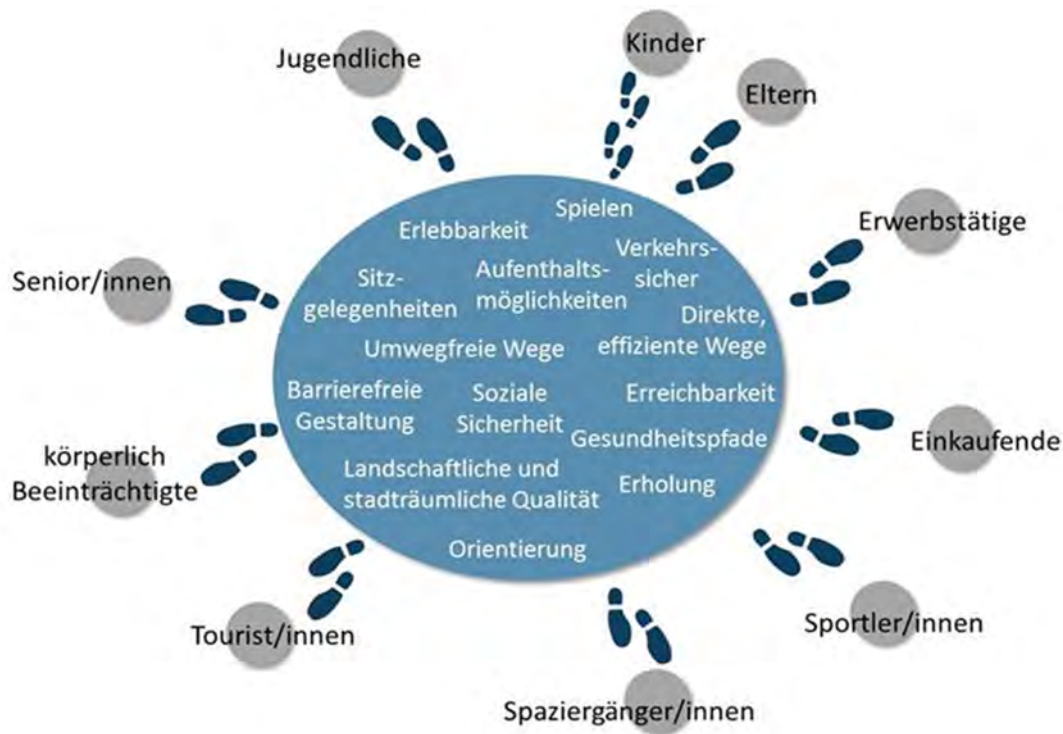 Jugendliche
Kinder
Eltern
Erwerbstätige
Senior/innen
Einkaufende
körperlich
Beeinträchtigte
Tourist/innen
Sportler/innen
Spaziergänger/innen
Spielen
Erlebbarkeit
Verkehrs-
sicher
Sitz-
gelegenheiten
Aufenthalts-
möglichkeiten
Direkte,
effiziente Wege
Umwegfreie Wege
Barrierefreie
Gestaltung
Soziale
Sicherheit
Erreichbarkeit
Gesundheitspfade
Landschaftliche und
stadträumliche Qualität
Erholung
Orientierung